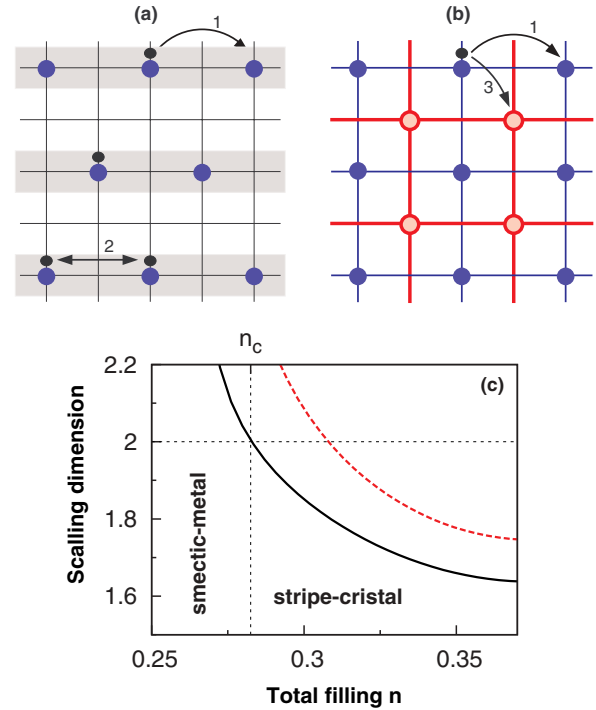 (a)
(b)
1
1
3
2
n_c
(c)
2.2
2
1.8
1.6
Scalling dimension
smectic-metal
stripe-cristal
0.25
0.3
0.35
Total filling n